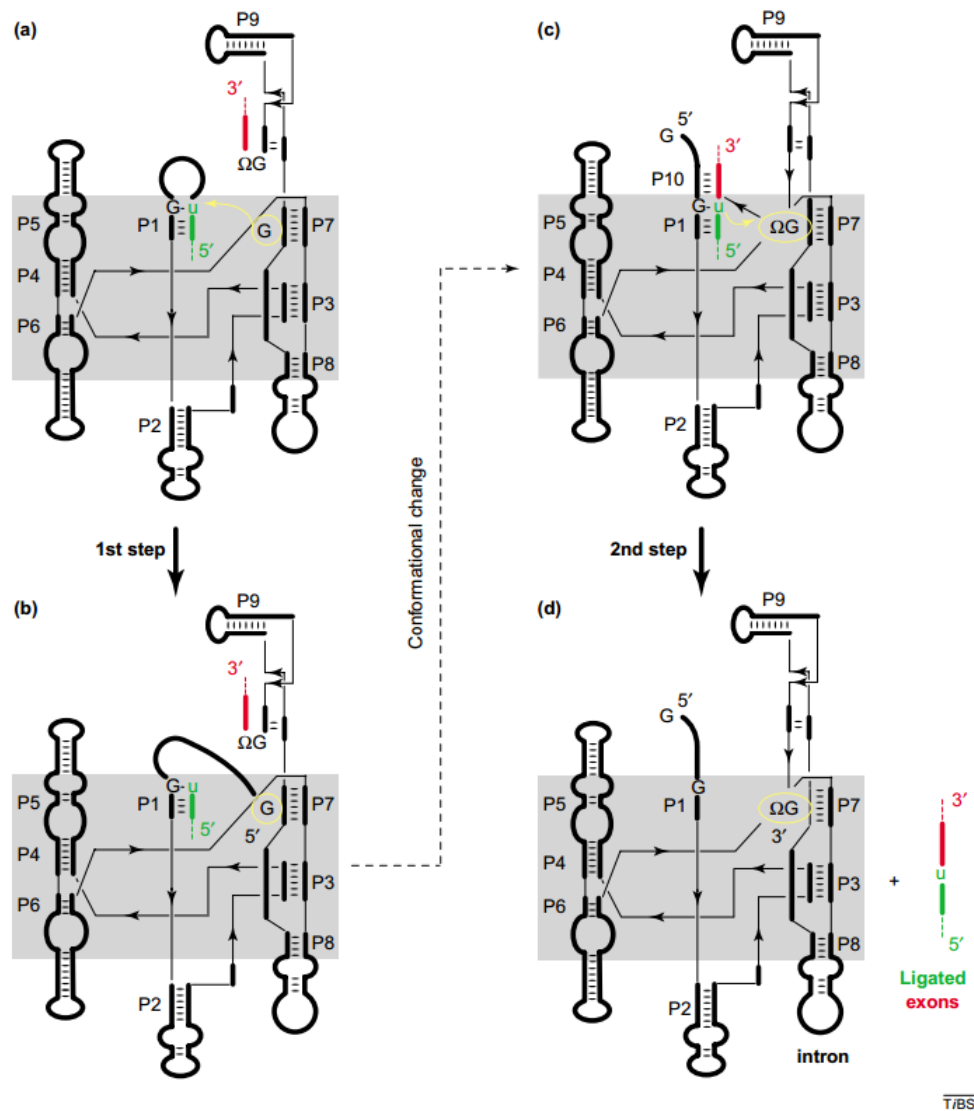 (a)
P9
3′
ΩG
P5
P1
G-u
G
P7
5′
P4
P3
P6
P8
P2
1st step
(b)
P9
3′
ΩG
P5
G-u
P1
G
P7
5′
5′
P4
P3
P6
P8
P2
Conformational change
(c)
P9
5′
G
3′
P10
P5
G-u
P1
ΩG
P7
5′
P4
P3
P6
P8
P2
2nd step
(d)
P9
5′
G
P5
G
P1
ΩG
P7
3′
P4
P3
P6
P8
P2
intron
+
3′
u
5′
Ligated
exons
TiBS